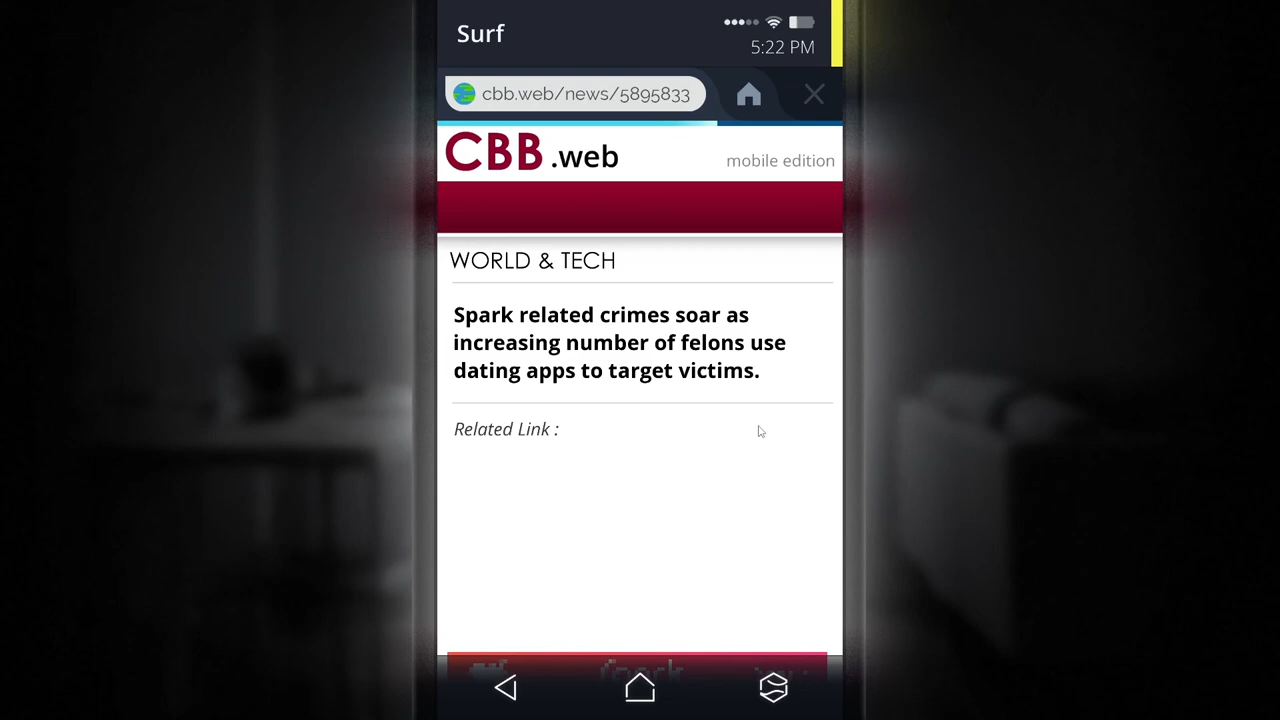 Surf
5:22 PM
cbb.web/news/5895833
CBB .web
mobile edition
WORLD & TECH
Spark related crimes soar as
increasing number of felons use
dating apps to target victims.
Related Link :